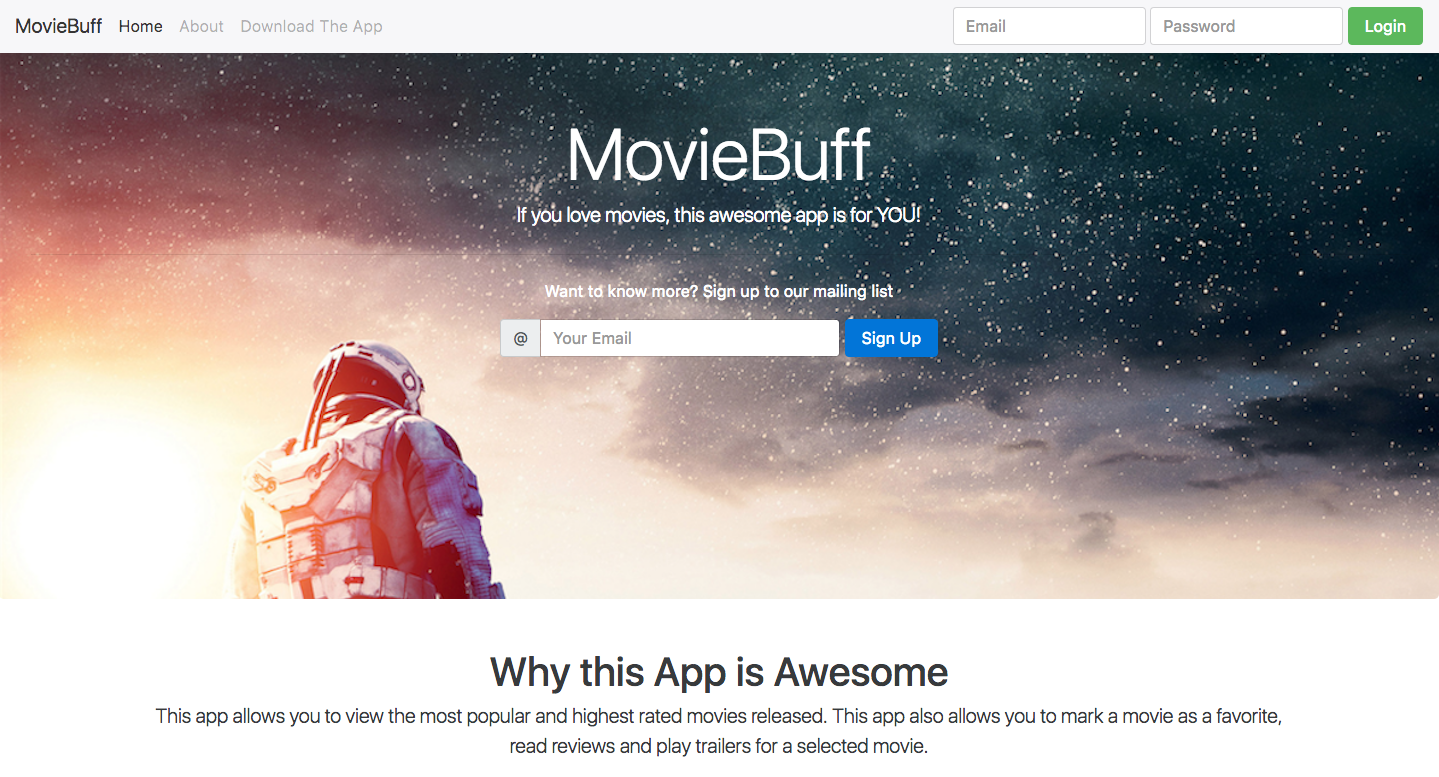 MovieBuff Home About Download The App Email Password Login
MovieBuff
If you love movies, this awesome app is for YOU!
Want to know more? Sign up to our mailing list
@ Your Email Sign Up
Why this App is Awesome
This app allows you to view the most popular and highest rated movies released. This app also allows you to mark a movie as a favorite,
read reviews and play trailers for a selected movie.